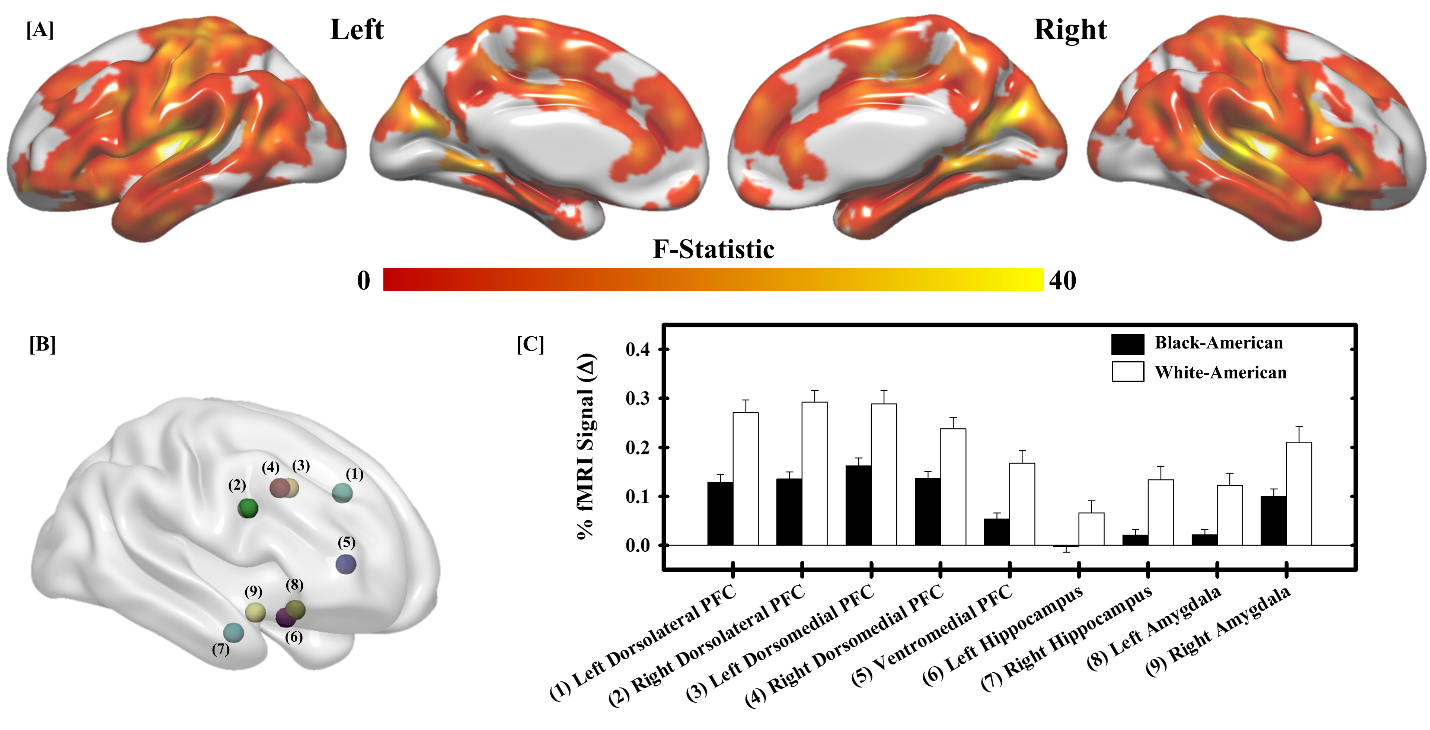 [A]
Left
Right
F-Statistic
0
40
[B]
(1)
(2)
(3)
(4)
(5)
(6)
(7)
(8)
(9)
[C]
% fMRI Signal (Δ)
0.4
0.3
0.2
0.1
0.0
Black-American
White-American
(1) Left Dorsolateral PFC
(2) Right Dorsolateral PFC
(3) Left Dorsomedial PFC
(4) Right Dorsomedial PFC
(5) Ventromedial PFC
(6) Left Hippocampus
(7) Right Hippocampus
(8) Left Amygdala
(9) Right Amygdala